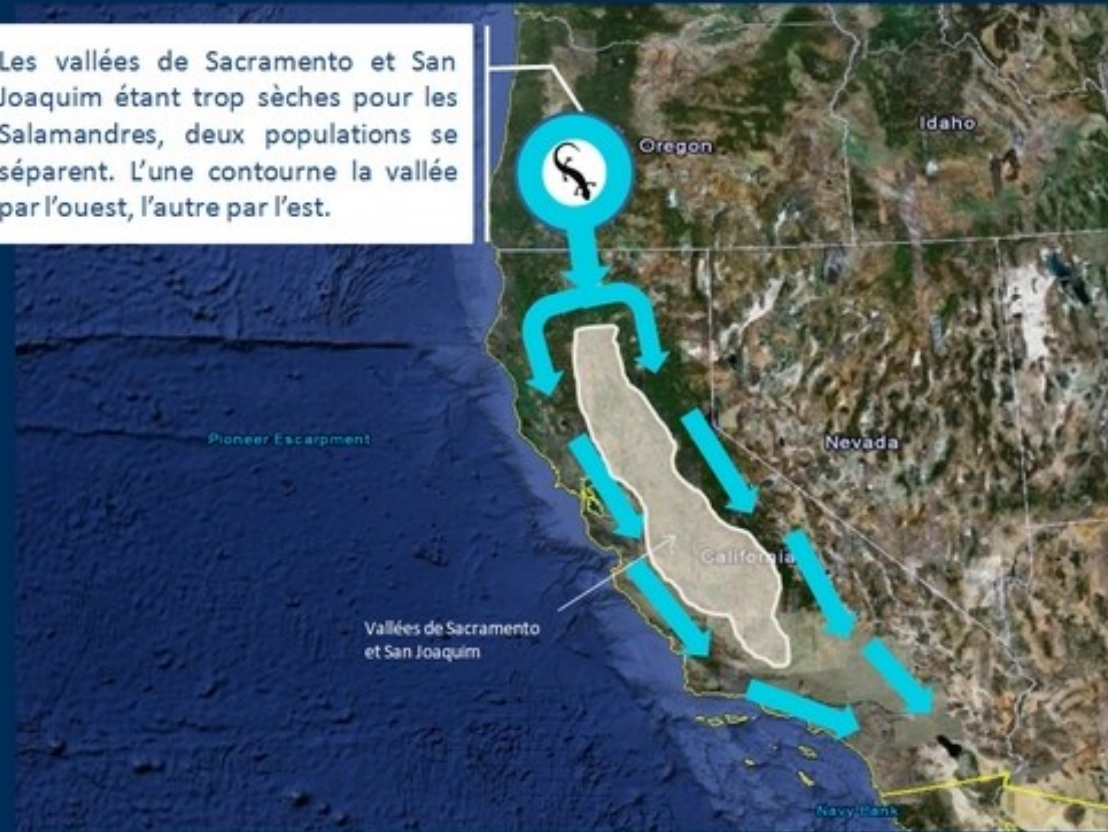 Les vallées de Sacramento et San
Joaquim étant trop sèches pour les
Salamandres, deux populations se
séparent. L’une contourne la vallée
par l’ouest, l’autre par l’est.
Oregon
Idaho
Pioneer Escarpment
Nevada
California
Vallées de Sacramento
et San Joaquim
Navy Bank